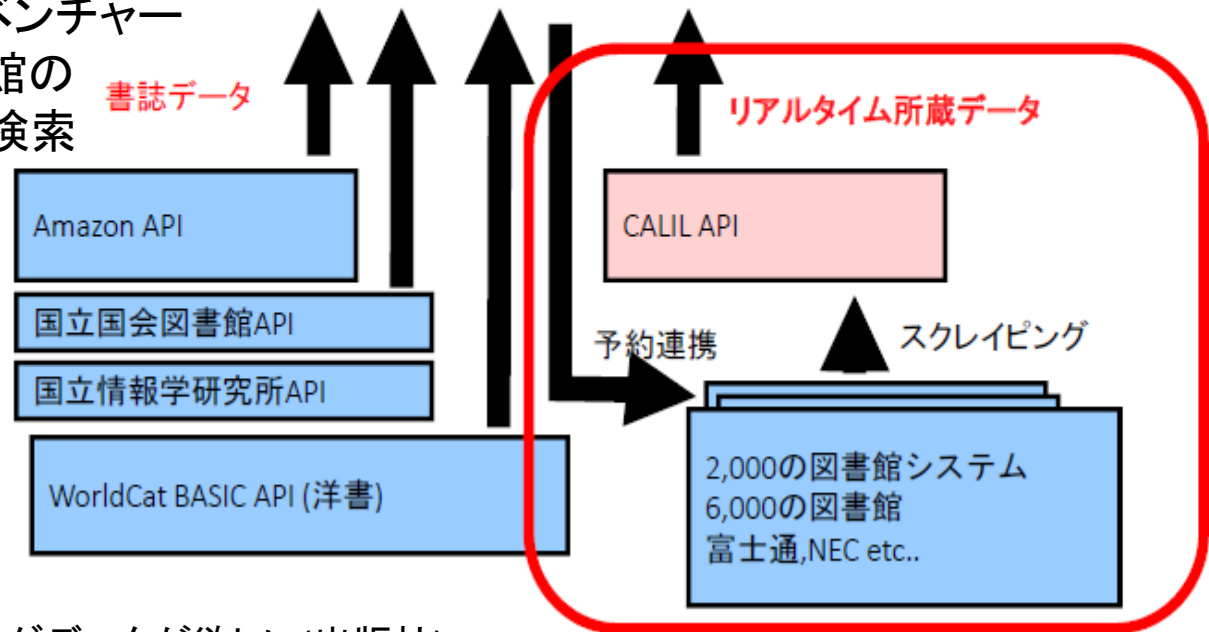 ベンチャー
館の
検索
書誌データ
リアルタイム所蔵データ
Amazon API
CALIL API
国立国会図書館API
国立情報学研究所API
WorldCat BASIC API (洋書)
予約連携
スクレイピング
2,000の図書館システム
6,000の図書館
富士通,NEC etc..